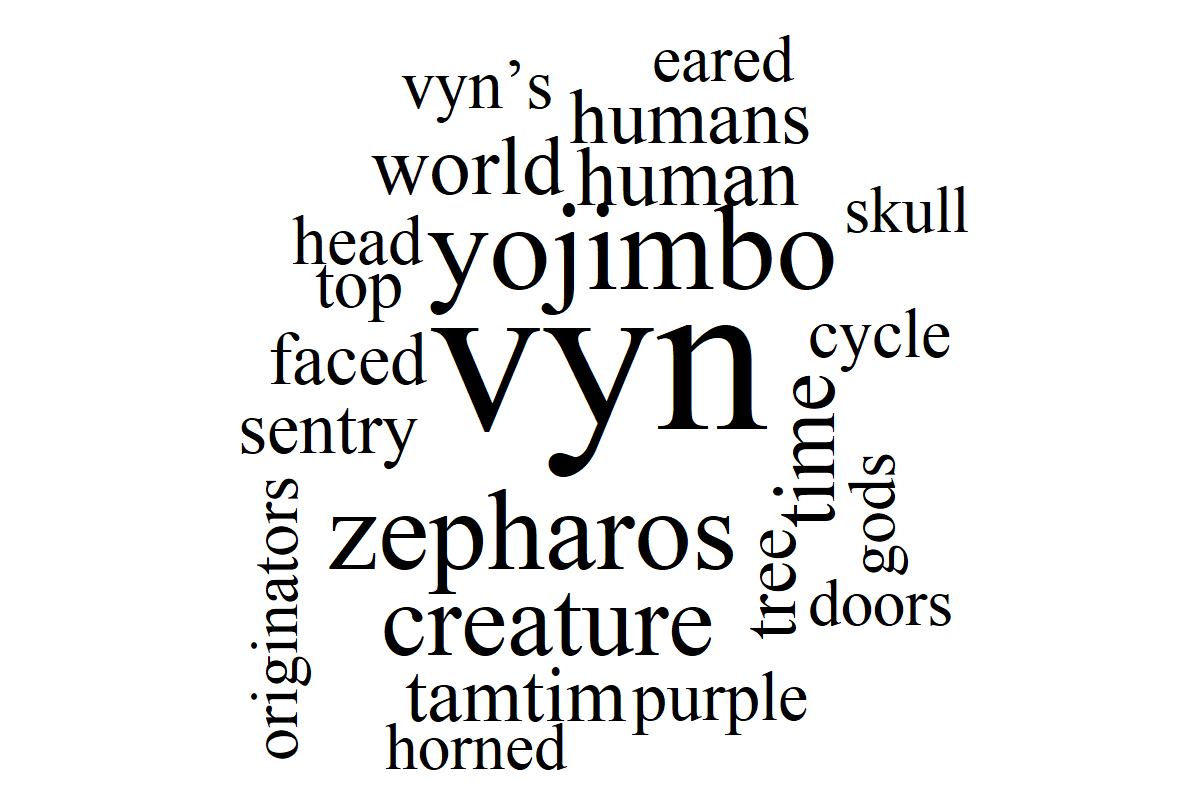 eared
vyn’s
humans
world
human
skull
head
yojimbo
top
vyn
cycle
faced
time
sentry
gods
originators
zepharos
tree
doors
creature
tamtim
purple
horned